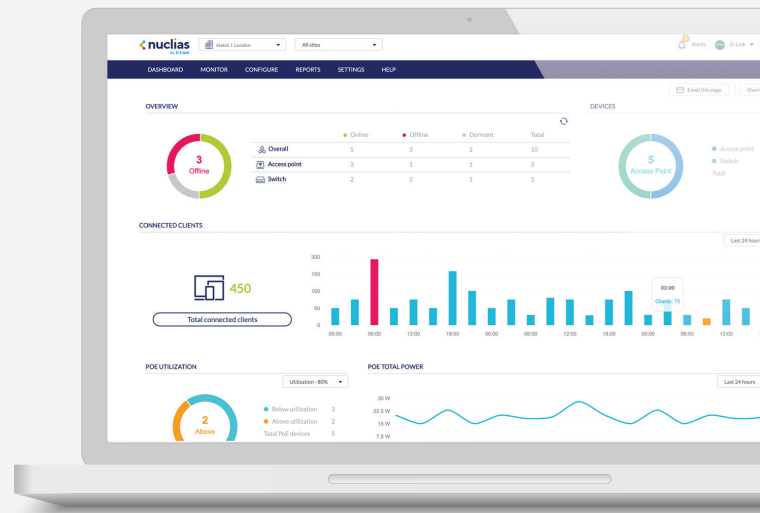 nuclias
by D-Link
Hotel J London
All sites
Alerts
D-Link
DASHBOARD MONITOR CONFIGURE REPORTS SETTINGS HELP
Email this page
Over
OVERVIEW
DEVICES
Online Offline Dormant Total
Overall 5 3 2 10
Access point 3 1 1 5
Switch 2 2 1 5
3
Offline
5
Access Point
Access point
Switch
Total
CONNECTED CLIENTS
Last 24 hours
450
Total connected clients
200
150
100
50
0
03:00
Clients: 75
00:00 06:00 12:00 18:00 00:00 06:00 12:00 18:00 00:00 06:00 12:00
POE UTILIZATION
POE TOTAL POWER
Utilization - 80%
Last 24 hours
2
Above
Below utilization 3
Above utilization 2
Total PoE devices 5
30 W
22.5 W
15 W
7.5 W